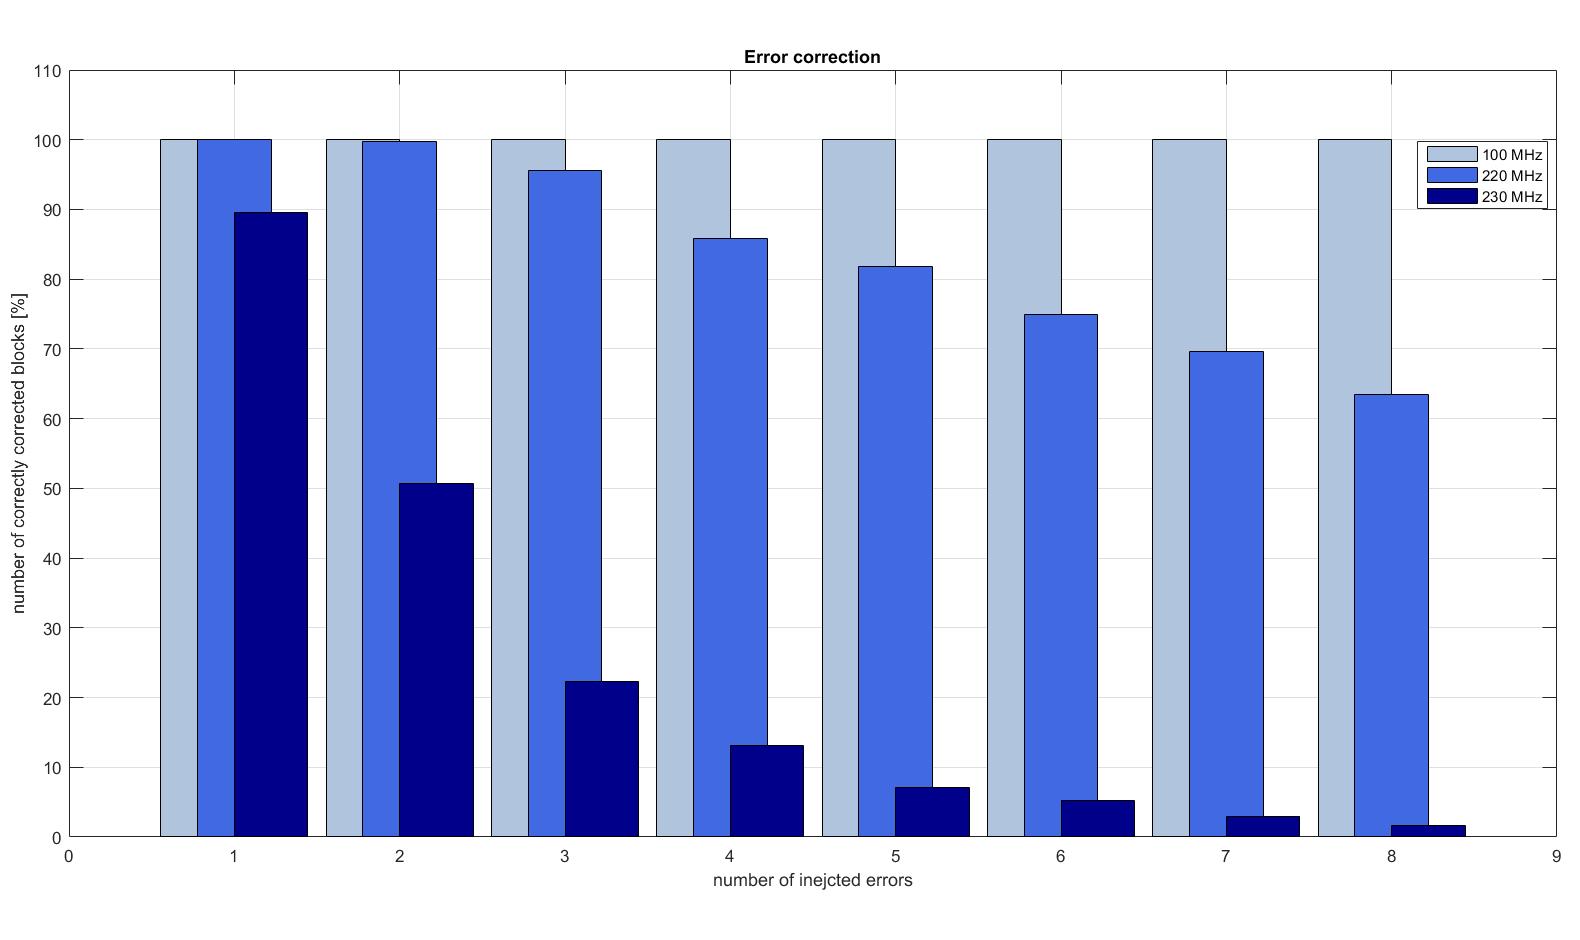 Error correction
110
100
90
80
70
60
50
40
30
20
10
0
number of correctly corrected blocks [%]
100 MHz
220 MHz
230 MHz
0 1 2 3 4 5 6 7 8 9
number of inejcted errors